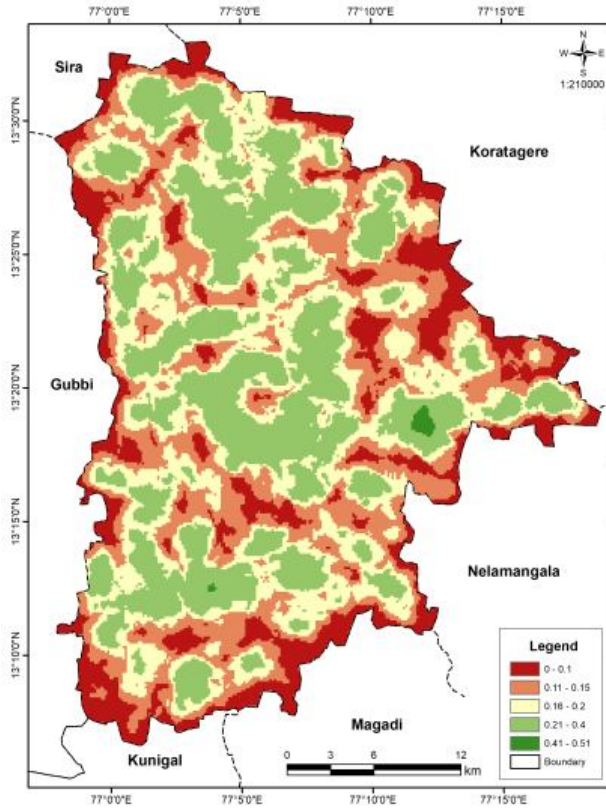 77°0'0"E 77°5'0"E 77°10'0"E 77°15'0"E
N
W E
S
1:210000
Sira
Koratagere
13°30'0"N
13°25'0"N
Gubbi
13°20'0"N
13°15'0"N
Nelamangala
13°10'0"N
Legend
0 - 0.1
0.11 - 0.15
0.16 - 0.2
0.21 - 0.4
0.41 - 0.51
Boundary
Magadi
Kunigal
0 3 6 12
km
77°0'0"E 77°5'0"E 77°10'0"E 77°15'0"E